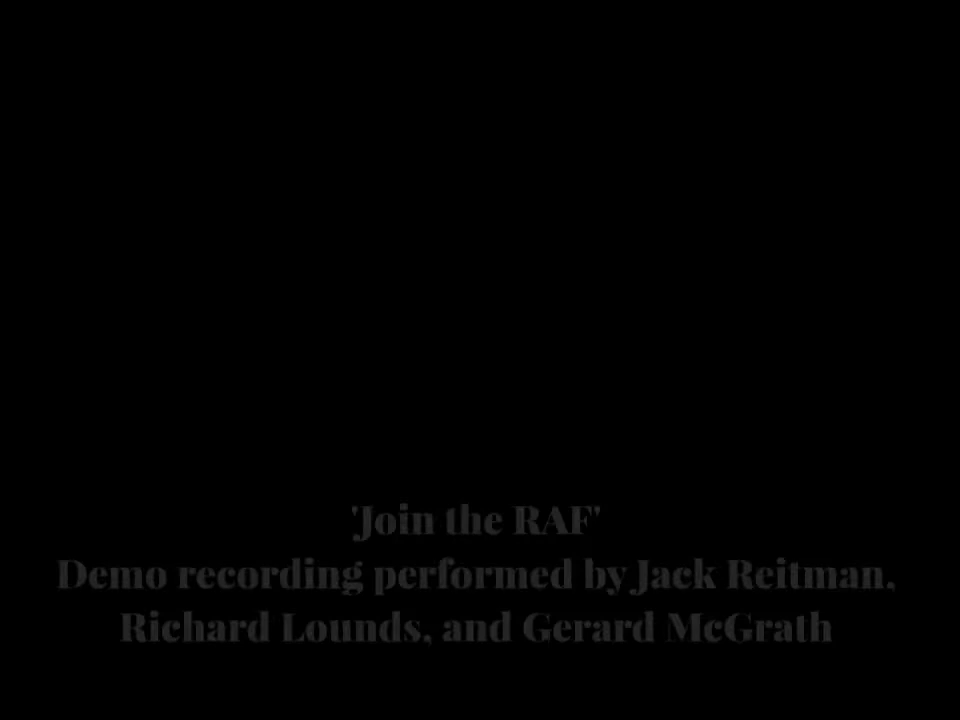 'Join the RAF'
Demo recording performed by Jack Reitman,
Richard Lounds, and Gerard McGrath